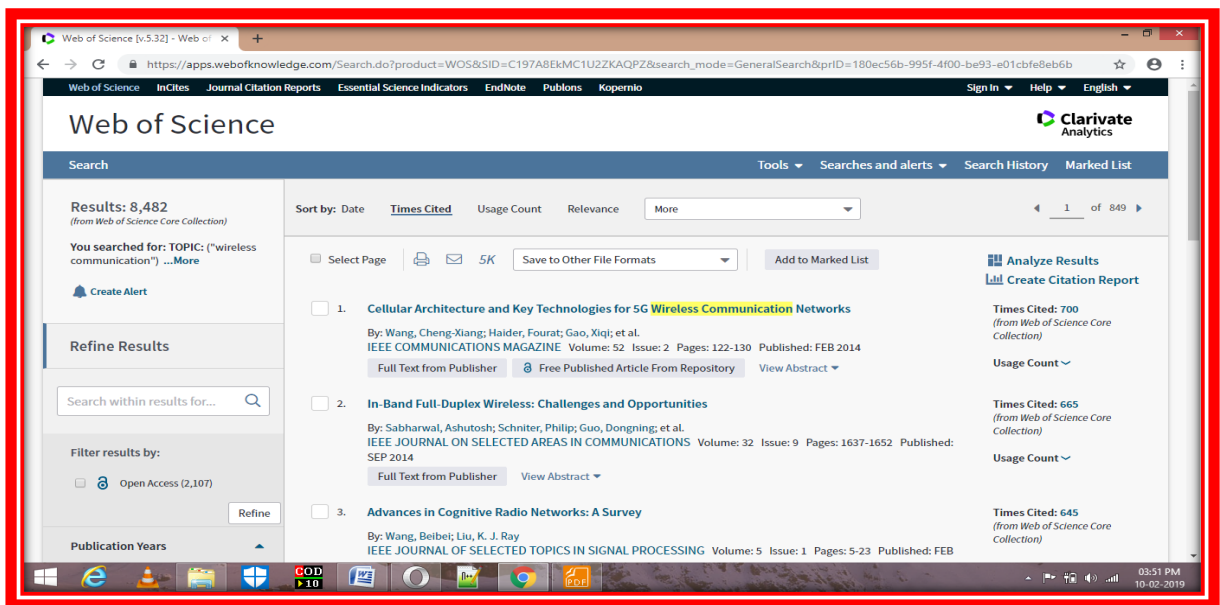 Web of Science [v.5.32] - Web of
https://apps.webofknowledge.com/Search.do?product=WOS&SID=C197A8EkMC1U2ZKAQPZ&search_mode=GeneralSearch&prID=180ec56b-995f-4f00-be93-e01cbfe8eb6b
Web of Science InCites Journal Citation Reports Essential Science Indicators EndNote Publons Kopernio Sign In Help English
Web of Science
Clarivate
Analytics
Search Tools Searches and alerts Search History Marked List
Results: 8,482
(from Web of Science Core Collection)
You searched for: TOPIC: ("wireless
communication") ...More
Create Alert
Refine Results
Search within results for...
Filter results by:
Open Access (2,107)
Refine
Publication Years
Sort by: Date Times Cited Usage Count Relevance More
1 of 849
Select Page 5K Save to Other File Formats Add to Marked List
Analyze Results
Create Citation Report
1. Cellular Architecture and Key Technologies for 5G Wireless Communication Networks
By: Wang, Cheng-Xiang; Haider, Fourat; Gao, Xiqi; et al.
IEEE COMMUNICATIONS MAGAZINE Volume: 52 Issue: 2 Pages: 122-130 Published: FEB 2014
Full Text from Publisher Free Published Article From Repository View Abstract
Times Cited: 700
(from Web of Science Core
Collection)
Usage Count
2. In-Band Full-Duplex Wireless: Challenges and Opportunities
By: Sabharwal, Ashutosh; Schniter, Philip; Guo, Dongning; et al.
IEEE JOURNAL ON SELECTED AREAS IN COMMUNICATIONS Volume: 32 Issue: 9 Pages: 1637-1652 Published:
SEP 2014
Full Text from Publisher View Abstract
Times Cited: 665
(from Web of Science Core
Collection)
Usage Count
3. Advances in Cognitive Radio Networks: A Survey
By: Wang, Beibei; Liu, K. J. Ray
IEEE JOURNAL OF SELECTED TOPICS IN SIGNAL PROCESSING Volume: 5 Issue: 1 Pages: 5-23 Published: FEB
Times Cited: 645
(from Web of Science Core
Collection)
COD
10
PDF
03:51 PM
10-02-2019